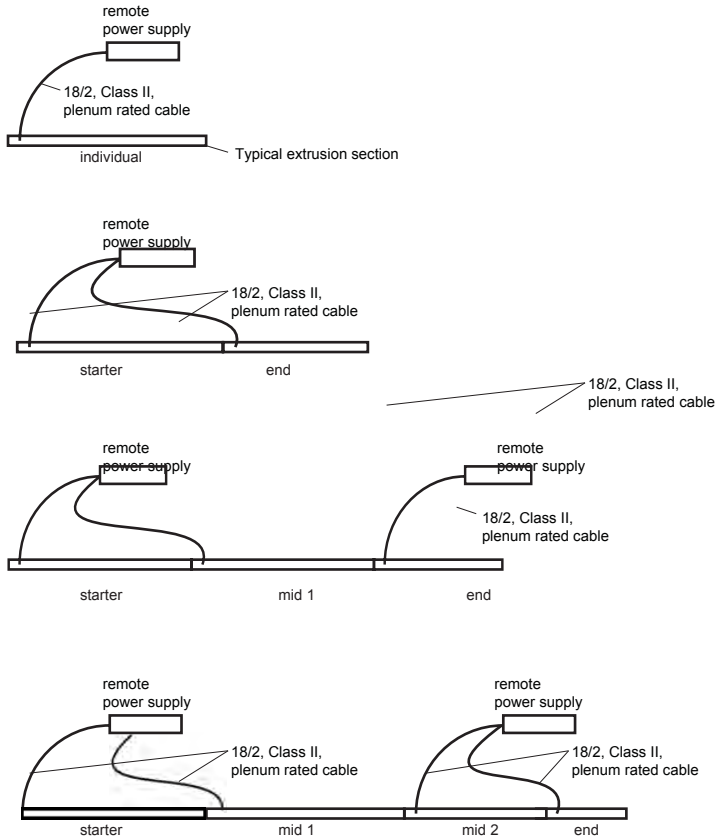 remote
power supply
18/2, Class II,
plenum rated cable
individual
Typical extrusion section
remote
power supply
18/2, Class II,
plenum rated cable
starter
end
18/2, Class II,
plenum rated cable
remote
power supply
remote
power supply
18/2, Class II,
plenum rated cable
starter
mid 1
end
remote
power supply
remote
power supply
18/2, Class II,
plenum rated cable
18/2, Class II,
plenum rated cable
starter
mid 1
mid 2
end